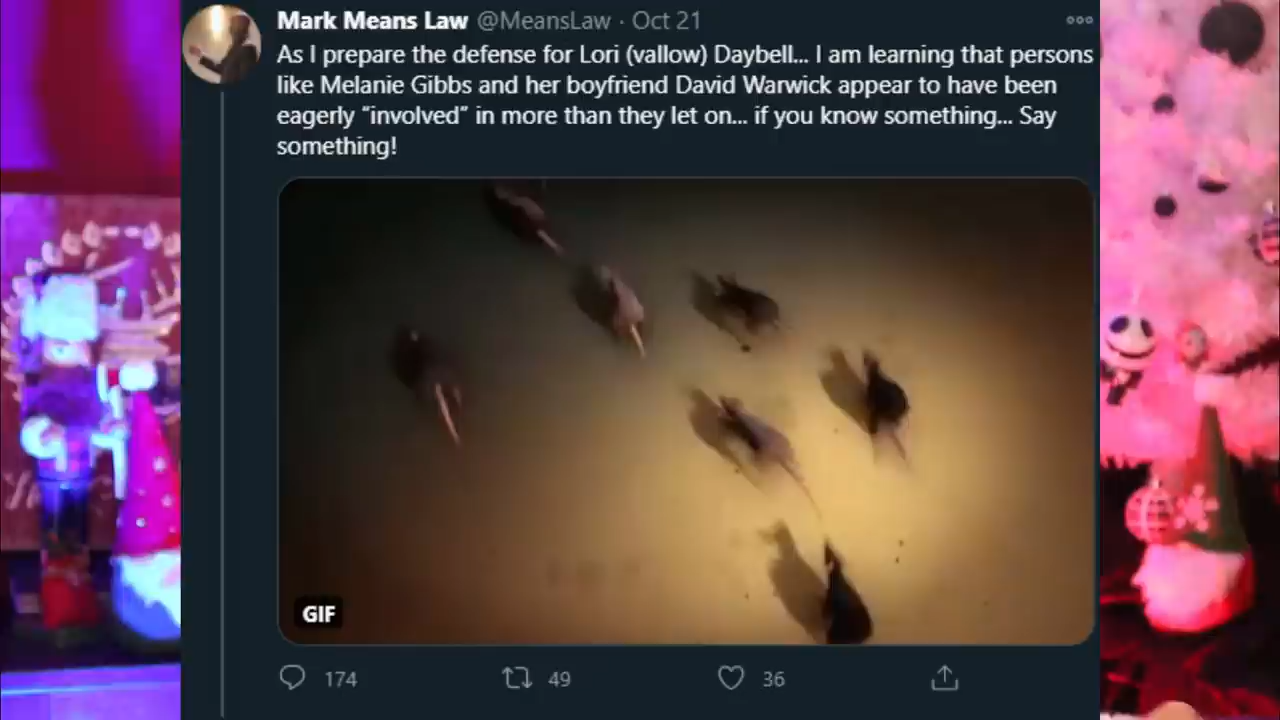 Mark Means Law @MeansLaw · Oct 21
As I prepare the defense for Lori (vallow) Daybell... I am learning that persons
like Melanie Gibbs and her boyfriend David Warwick appear to have been
eagerly “involved” in more than they let on... if you know something... Say
something!
GIF
174 49 36